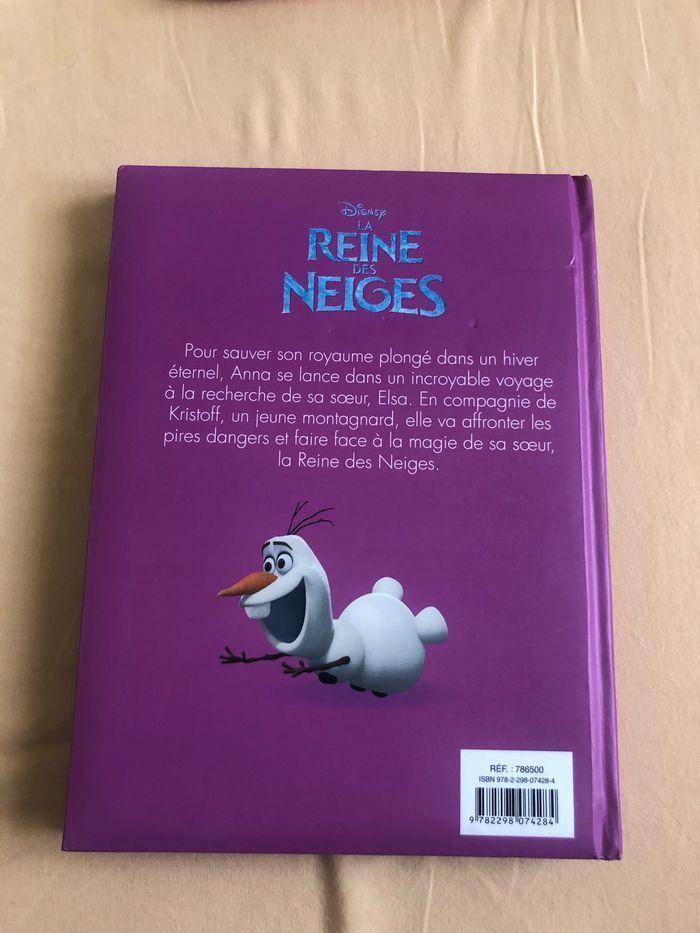 Disney
LA
REINE
DES
NEIGES
Pour sauver son royaume plongé dans un hiver
éternel, Anna se lance dans un incroyable voyage
à la recherche de sa sœur, Elsa. En compagnie de
Kristoff, un jeune montagnard, elle va affronter les
pires dangers et faire face à la magie de sa sœur,
la Reine des Neiges.
RÉF. : 786500
ISBN 978-2-298-07428-4
9 782298 074284